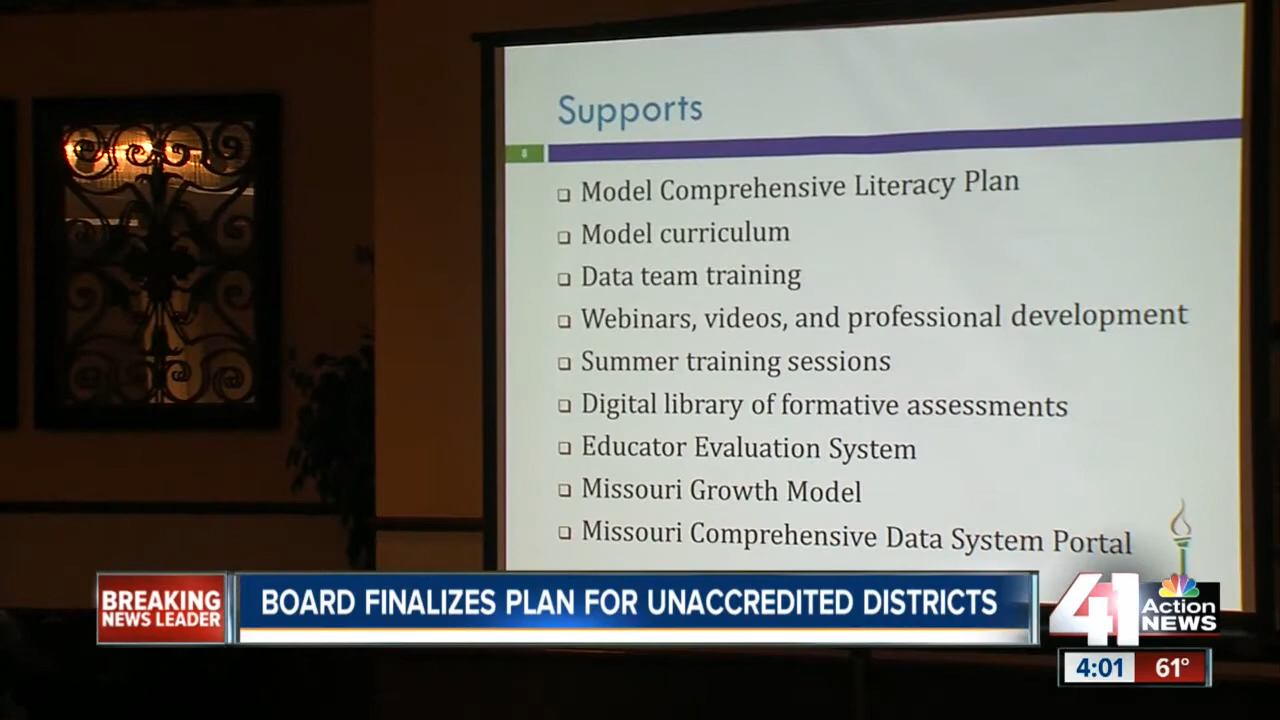 Supports
8
Model Comprehensive Literacy Plan
Model curriculum
Data team training
Webinars, videos, and professional development
Summer training sessions
Digital library of formative assessments
Educator Evaluation System
Missouri Growth Model
Missouri Comprehensive Data System Portal
BREAKING
NEWS LEADER
BOARD FINALIZES PLAN FOR UNACCREDITED DISTRICTS
41
Action
NEWS
4:01 61°